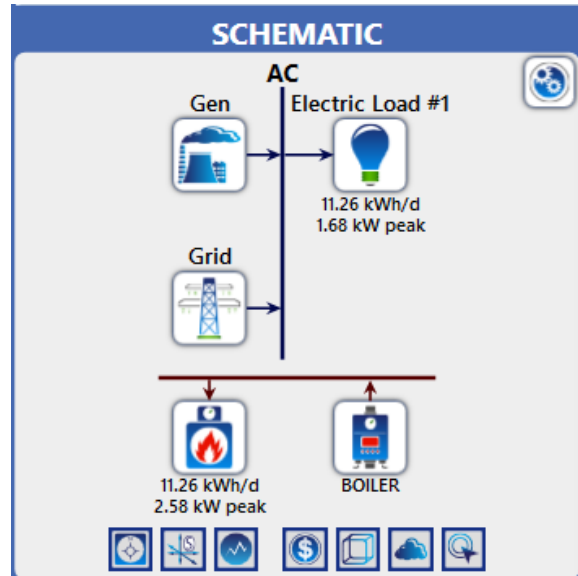 SCHEMATIC
AC
Gen
Electric Load #1
11.26 kWh/d
1.68 kW peak
Grid
11.26 kWh/d
2.58 kW peak
BOILER